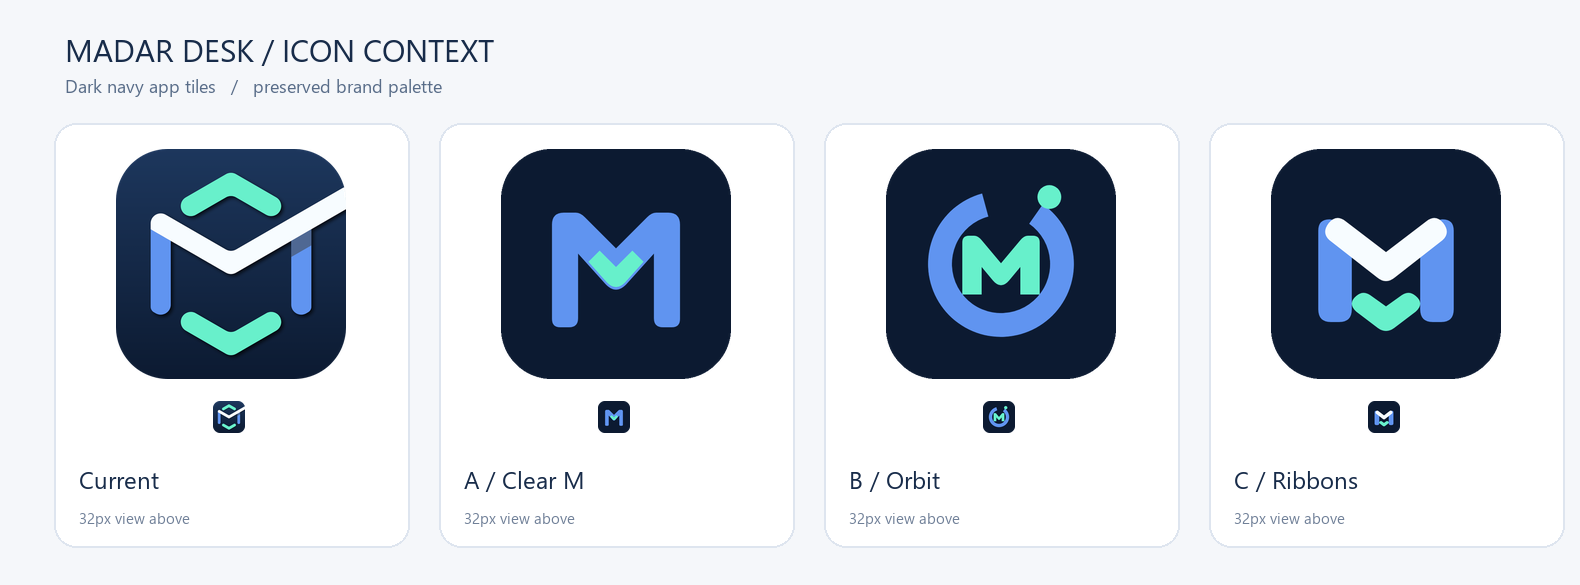 MADAR DESK / ICON CONTEXT
Dark navy app tiles / preserved brand palette
M
M
M
M
M
M
M
M
Current
A / Clear M
B / Orbit
C / Ribbons
32px view above
32px view above
32px view above
32px view above